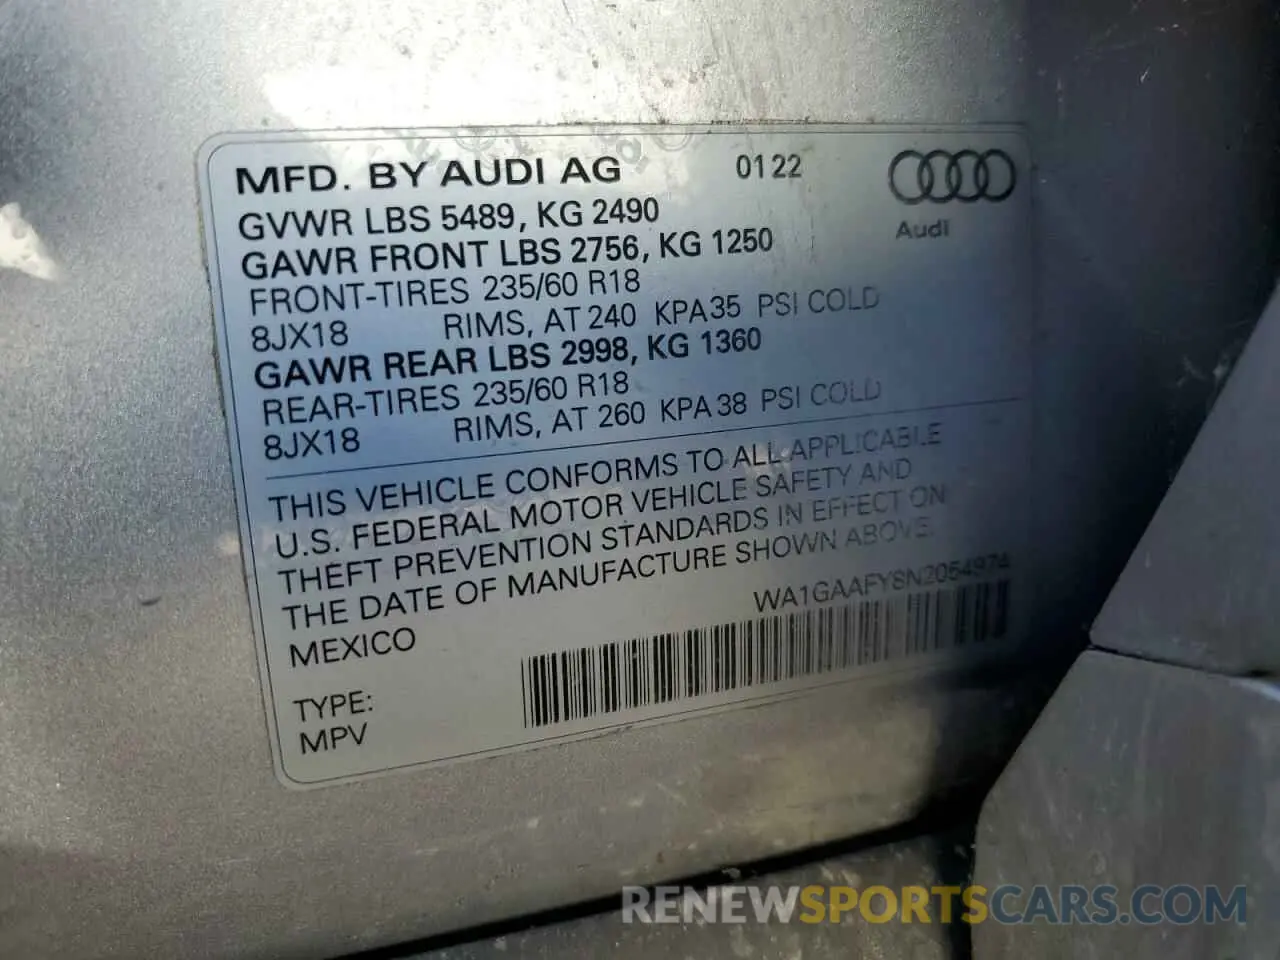 MFD. BY AUDI AG 0122
Audi
GVWR LBS 5489, KG 2490
GAWR FRONT LBS 2756, KG 1250
FRONT-TIRES 235/60 R18
8JX18 RIMS, AT 240 KPA 35 PSI COLD
GAWR REAR LBS 2998, KG 1360
REAR-TIRES 235/60 R18
8JX18 RIMS, AT 260 KPA 38 PSI COLD
THIS VEHICLE CONFORMS TO ALL APPLICABLE
U.S. FEDERAL MOTOR VEHICLE SAFETY AND
THEFT PREVENTION STANDARDS IN EFFECT ON
THE DATE OF MANUFACTURE SHOWN ABOVE.
MEXICO
WA1GAAFY8N2054974
TYPE:
MPV
RENEWSPORTSCARS.COM